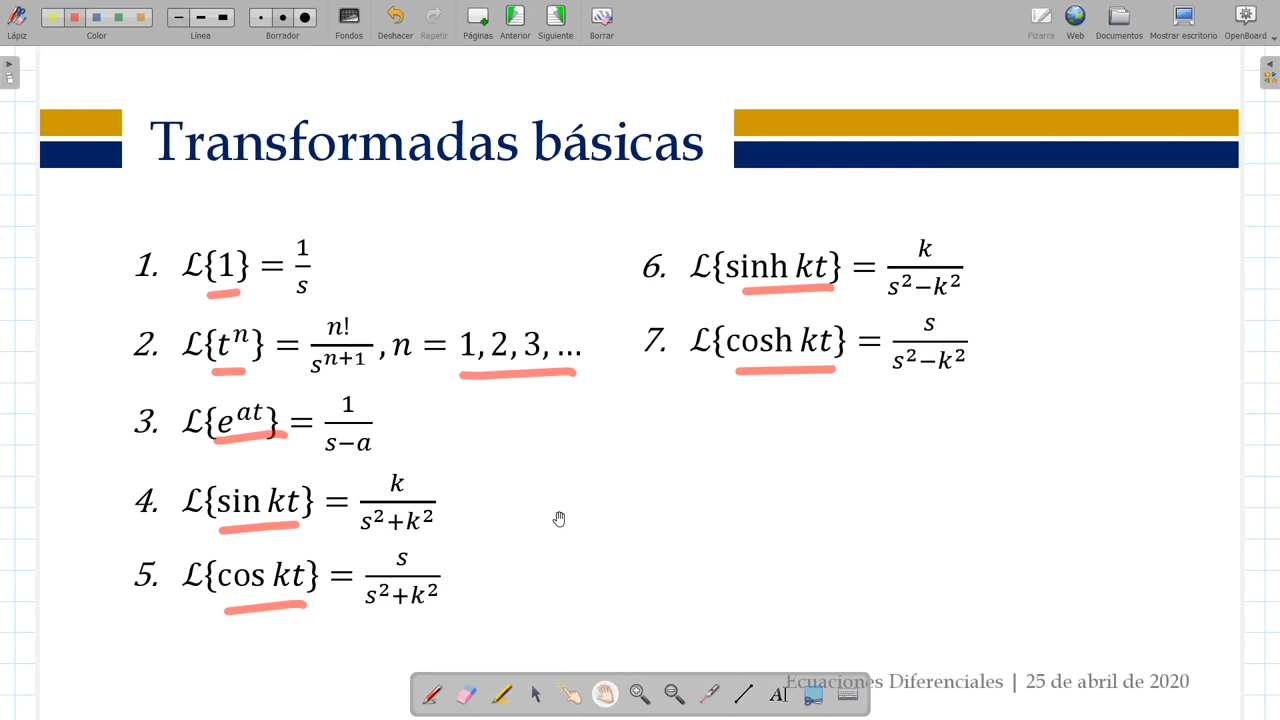 Lápiz Color Línea Borrador Fondos Deshacer Repetir Páginas Anterior Siguiente Borrar Pizarra Web Documentos Mostrar escritorio OpenBoard
Transformadas básicas
1. ℒ{1} = 1/s
2. ℒ{tⁿ} = n!/sⁿ⁺¹, n = 1, 2, 3, …
3. ℒ{eᵃᵗ} = 1/(s−a)
4. ℒ{sin kt} = k/(s²+k²)
5. ℒ{cos kt} = s/(s²+k²)
6. ℒ{sinh kt} = k/(s²−k²)
7. ℒ{cosh kt} = s/(s²−k²)
Ecuaciones Diferenciales | 25 de abril de 2020